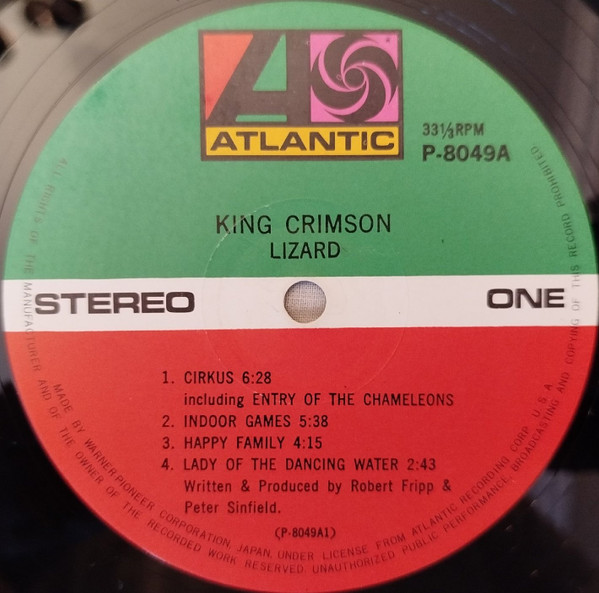 ATLANTIC
33⅓RPM
P-8049A
KING CRIMSON
LIZARD
STEREO
ONE
1. CIRKUS 6:28
including ENTRY OF THE CHAMELEONS
2. INDOOR GAMES 5:38
3. HAPPY FAMILY 4:15
4. LADY OF THE DANCING WATER 2:43
Written & Produced by Robert Fripp &
Peter Sinfield.
(P-8049A1)
MADE BY WARNER-PIONEER CORPORATION, JAPAN, UNDER LICENSE FROM ATLANTIC RECORDING CORP. U.S.A.
ALL RIGHTS OF THE MANUFACTURER AND OF THE OWNER OF THE RECORDED WORK RESERVED. UNAUTHORIZED PUBLIC PERFORMANCE, BROADCASTING AND COPYING OF THIS RECORD PROHIBITED.